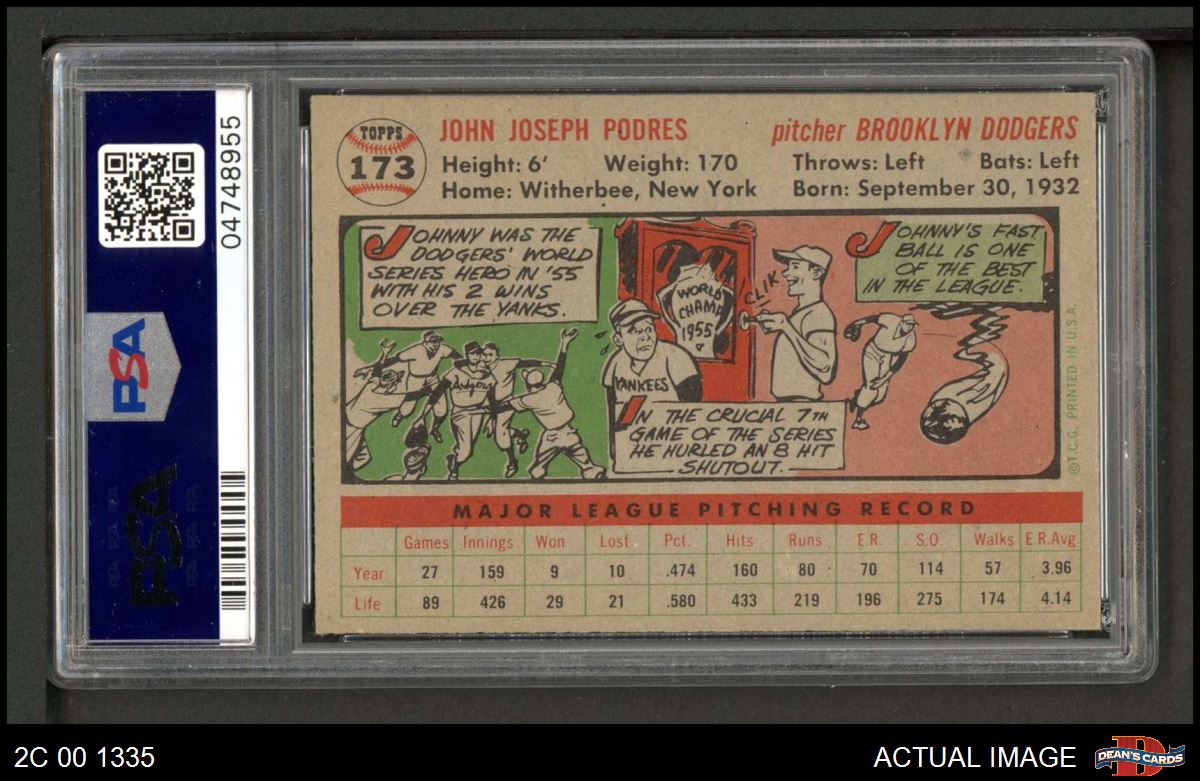 PSA
04748955
PSA
TOPPS
173
JOHN JOSEPH PODRES
pitcher BROOKLYN DODGERS
Height: 6' Weight: 170 Throws: Left Bats: Left
Home: Witherbee, New York Born: September 30, 1932
JOHNNY WAS THE
DODGERS' WORLD
SERIES HERO IN '55
WITH HIS 2 WINS
OVER THE YANKS.
Dodgers
WORLD
CHAMP
1955
CLIK
YANKEES
IN THE CRUCIAL 7TH
GAME OF THE SERIES
HE HURLED AN 8 HIT
SHUTOUT.
JOHNNY'S FAST
BALL IS ONE
OF THE BEST
IN THE LEAGUE.
©T.C.G. PRINTED IN U.S.A.
MAJOR LEAGUE PITCHING RECORD
Games Innings Won Lost Pct. Hits Runs E.R. S.O. Walks E.R.Avg
Year 27 159 9 10 .474 160 80 70 114 57 3.96
Life 89 426 29 21 .580 433 219 196 275 174 4.14
2C 00 1335
ACTUAL IMAGE
D
DEAN'S CARDS